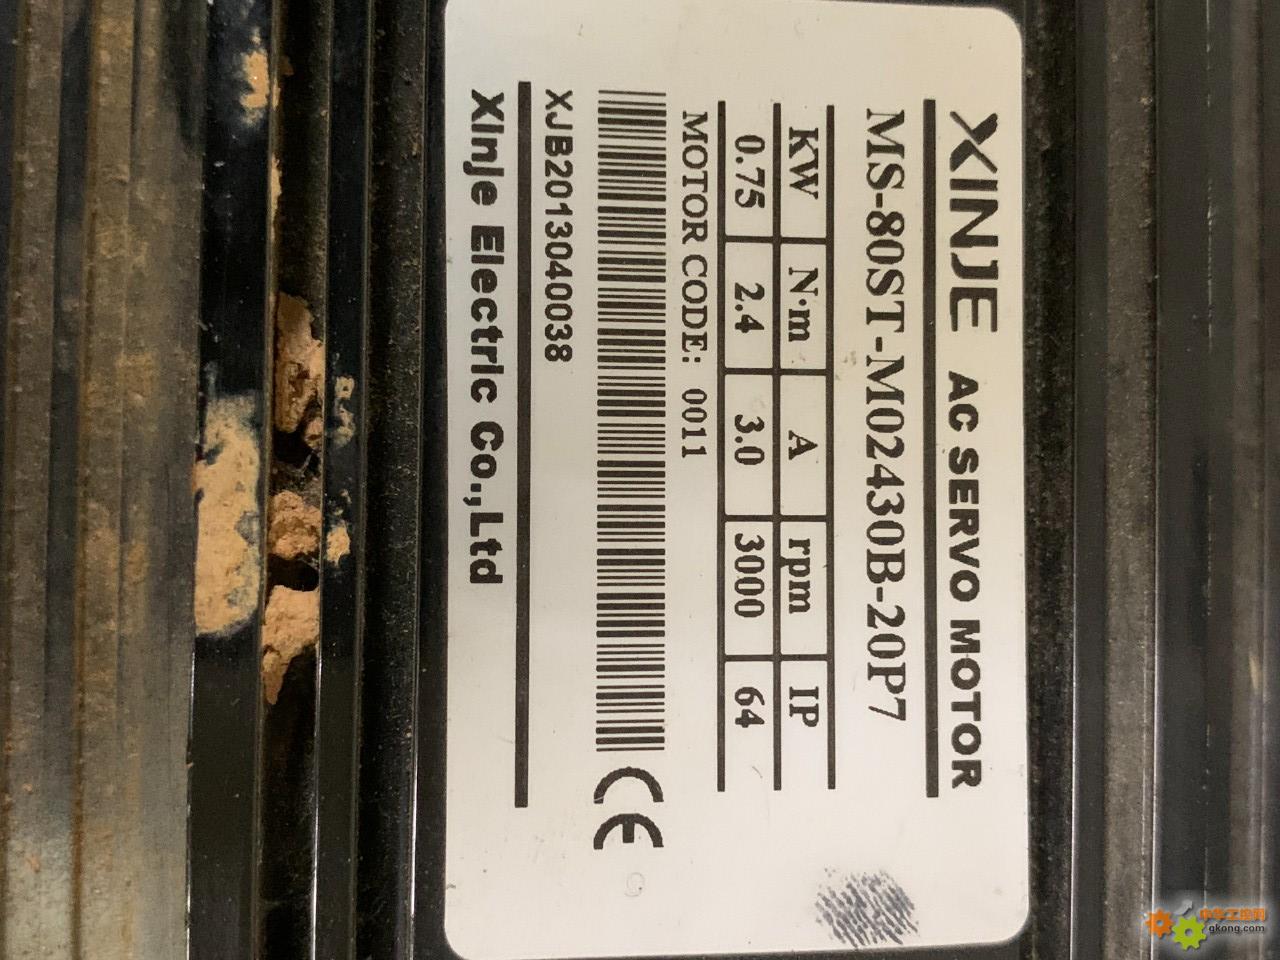 XINJE AC SERVO MOTOR
MS-80ST-M02430B-20P7
kW N·m A rpm IP
0.75 2.4 3.0 3000 64
MOTOR CODE: 0011
XJB2013040038
CE
XInje Electric Co.,Ltd
中华工控网
gkong.com